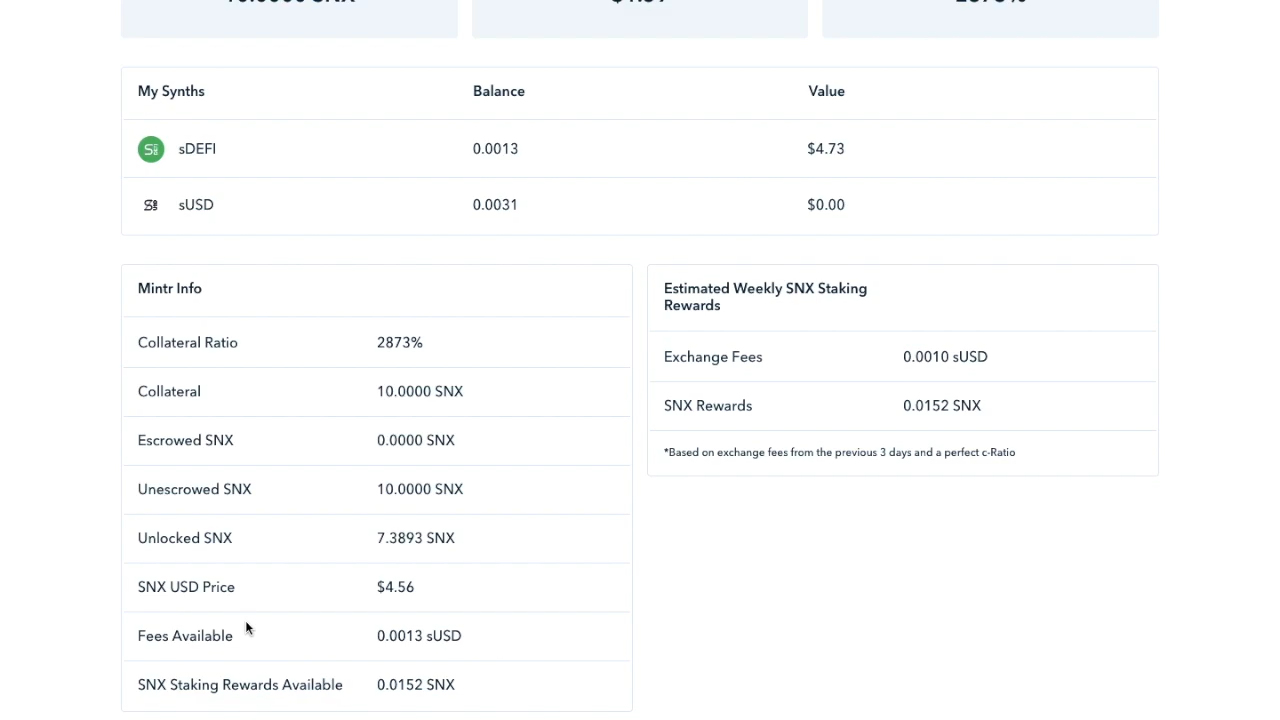 10.0000 SNX
My Synths Balance Value
sDEFI 0.0013 $4.73
sUSD 0.0031 $0.00
Mintr Info
Collateral Ratio 2873%
Collateral 10.0000 SNX
Escrowed SNX 0.0000 SNX
Unescrowed SNX 10.0000 SNX
Unlocked SNX 7.3893 SNX
SNX USD Price $4.56
Fees Available 0.0013 sUSD
SNX Staking Rewards Available 0.0152 SNX
Estimated Weekly SNX Staking
Rewards
Exchange Fees 0.0010 sUSD
SNX Rewards 0.0152 SNX
*Based on exchange fees from the previous 3 days and a perfect c-Ratio